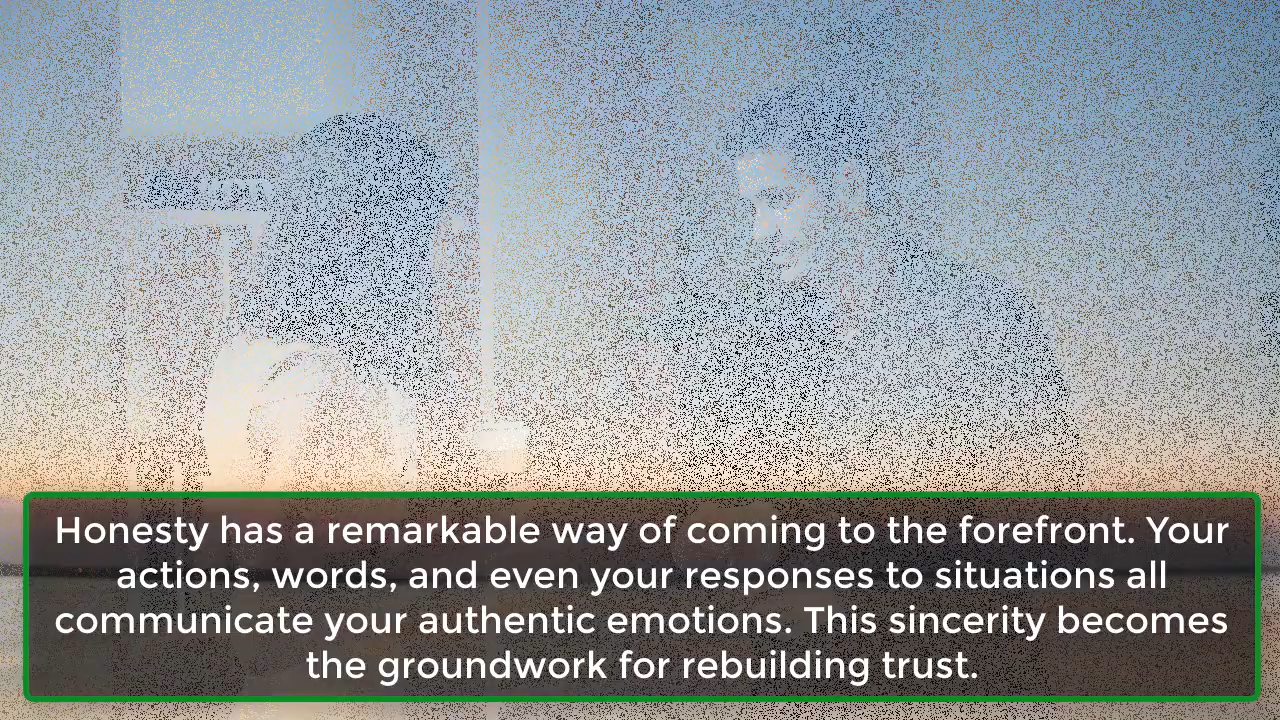 Honesty has a remarkable way of coming to the forefront. Your
actions, words, and even your responses to situations all
communicate your authentic emotions. This sincerity becomes
the groundwork for rebuilding trust.